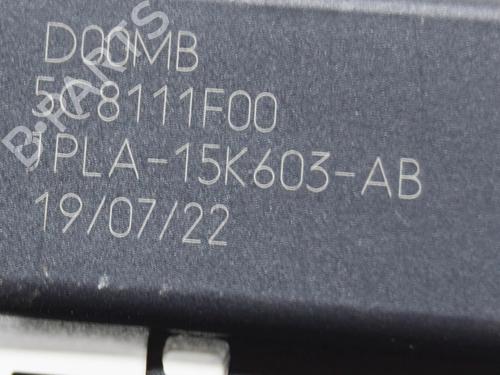 D00MB
5C8111F00
JPLA-15K603-AB
19/07/22
B-PARTS